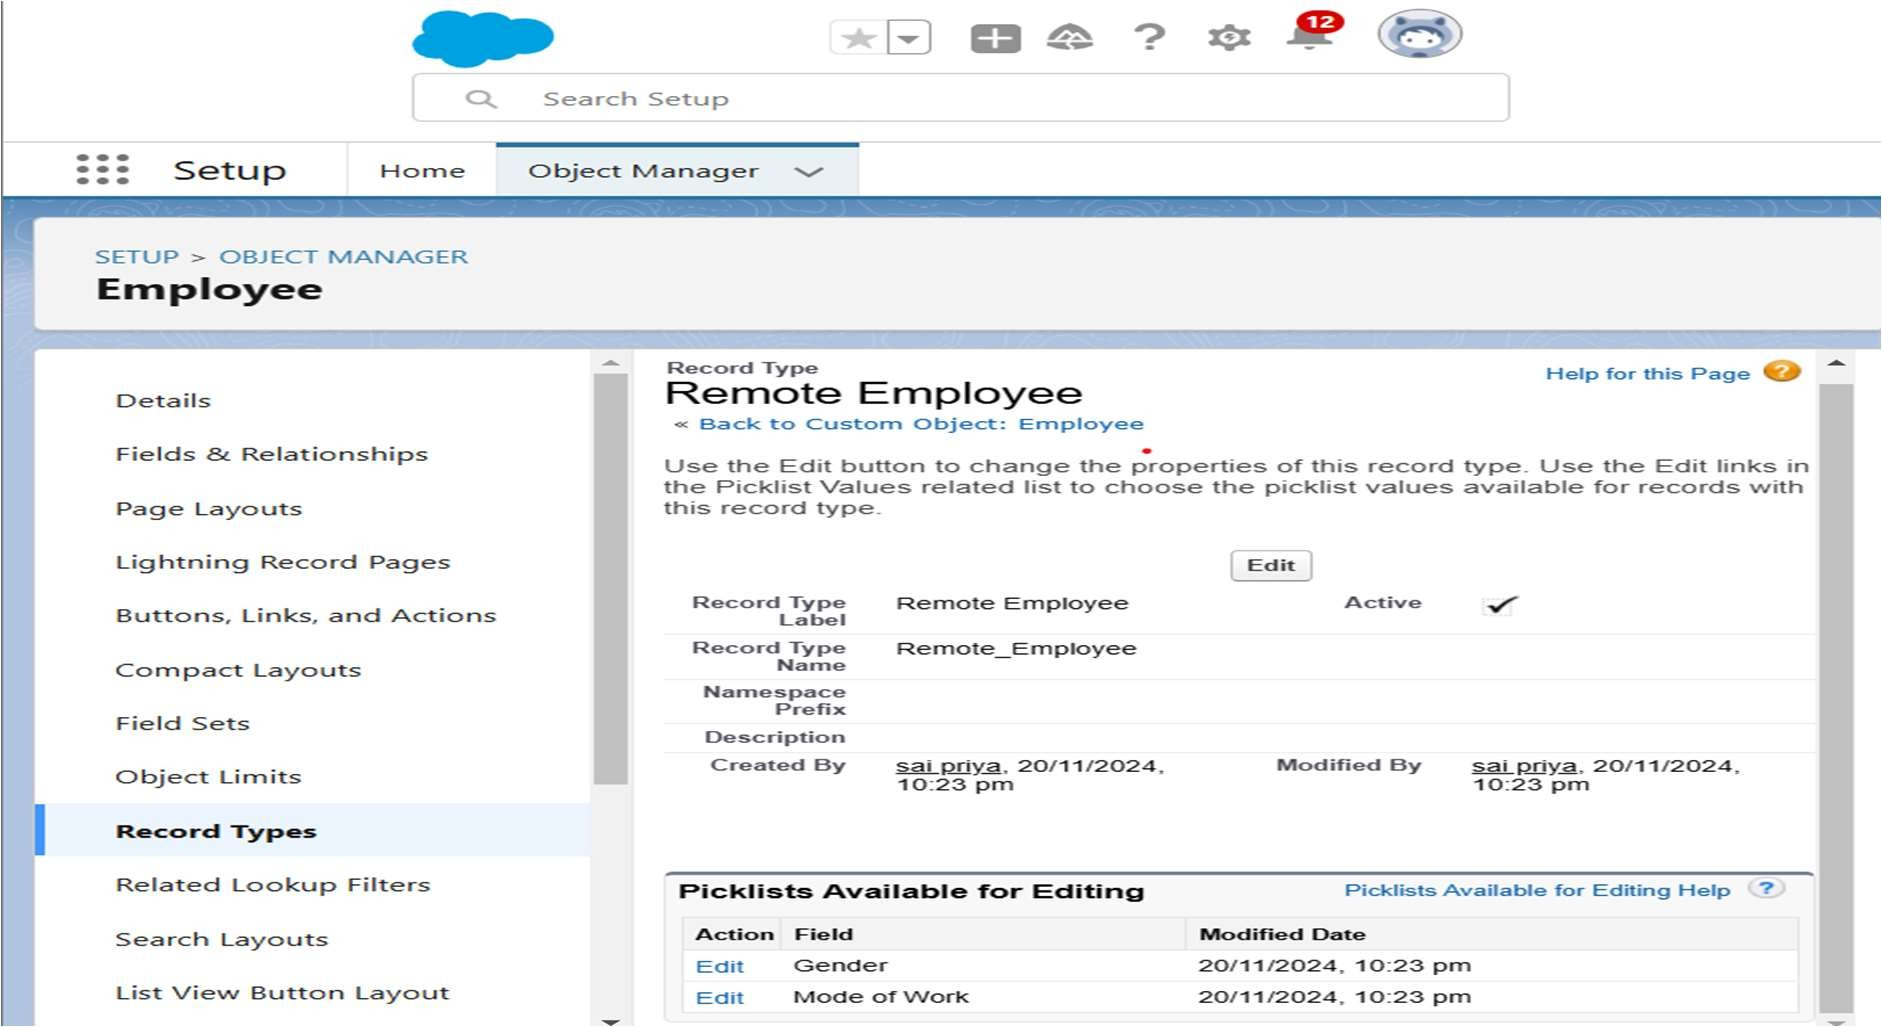 12
Search Setup
Setup Home Object Manager
SETUP > OBJECT MANAGER
Employee
Details
Fields & Relationships
Page Layouts
Lightning Record Pages
Buttons, Links, and Actions
Compact Layouts
Field Sets
Object Limits
Record Types
Related Lookup Filters
Search Layouts
List View Button Layout
Record Type
Remote Employee
Help for this Page ?
« Back to Custom Object: Employee
Use the Edit button to change the properties of this record type. Use the Edit links in
the Picklist Values related list to choose the picklist values available for records with
this record type.
Edit
Record Type Label Remote Employee Active
Record Type Name Remote_Employee
Namespace Prefix
Description
Created By sai priya, 20/11/2024, 10:23 pm Modified By sai priya, 20/11/2024, 10:23 pm
Picklists Available for Editing Picklists Available for Editing Help ?
Action Field Modified Date
Edit Gender 20/11/2024, 10:23 pm
Edit Mode of Work 20/11/2024, 10:23 pm